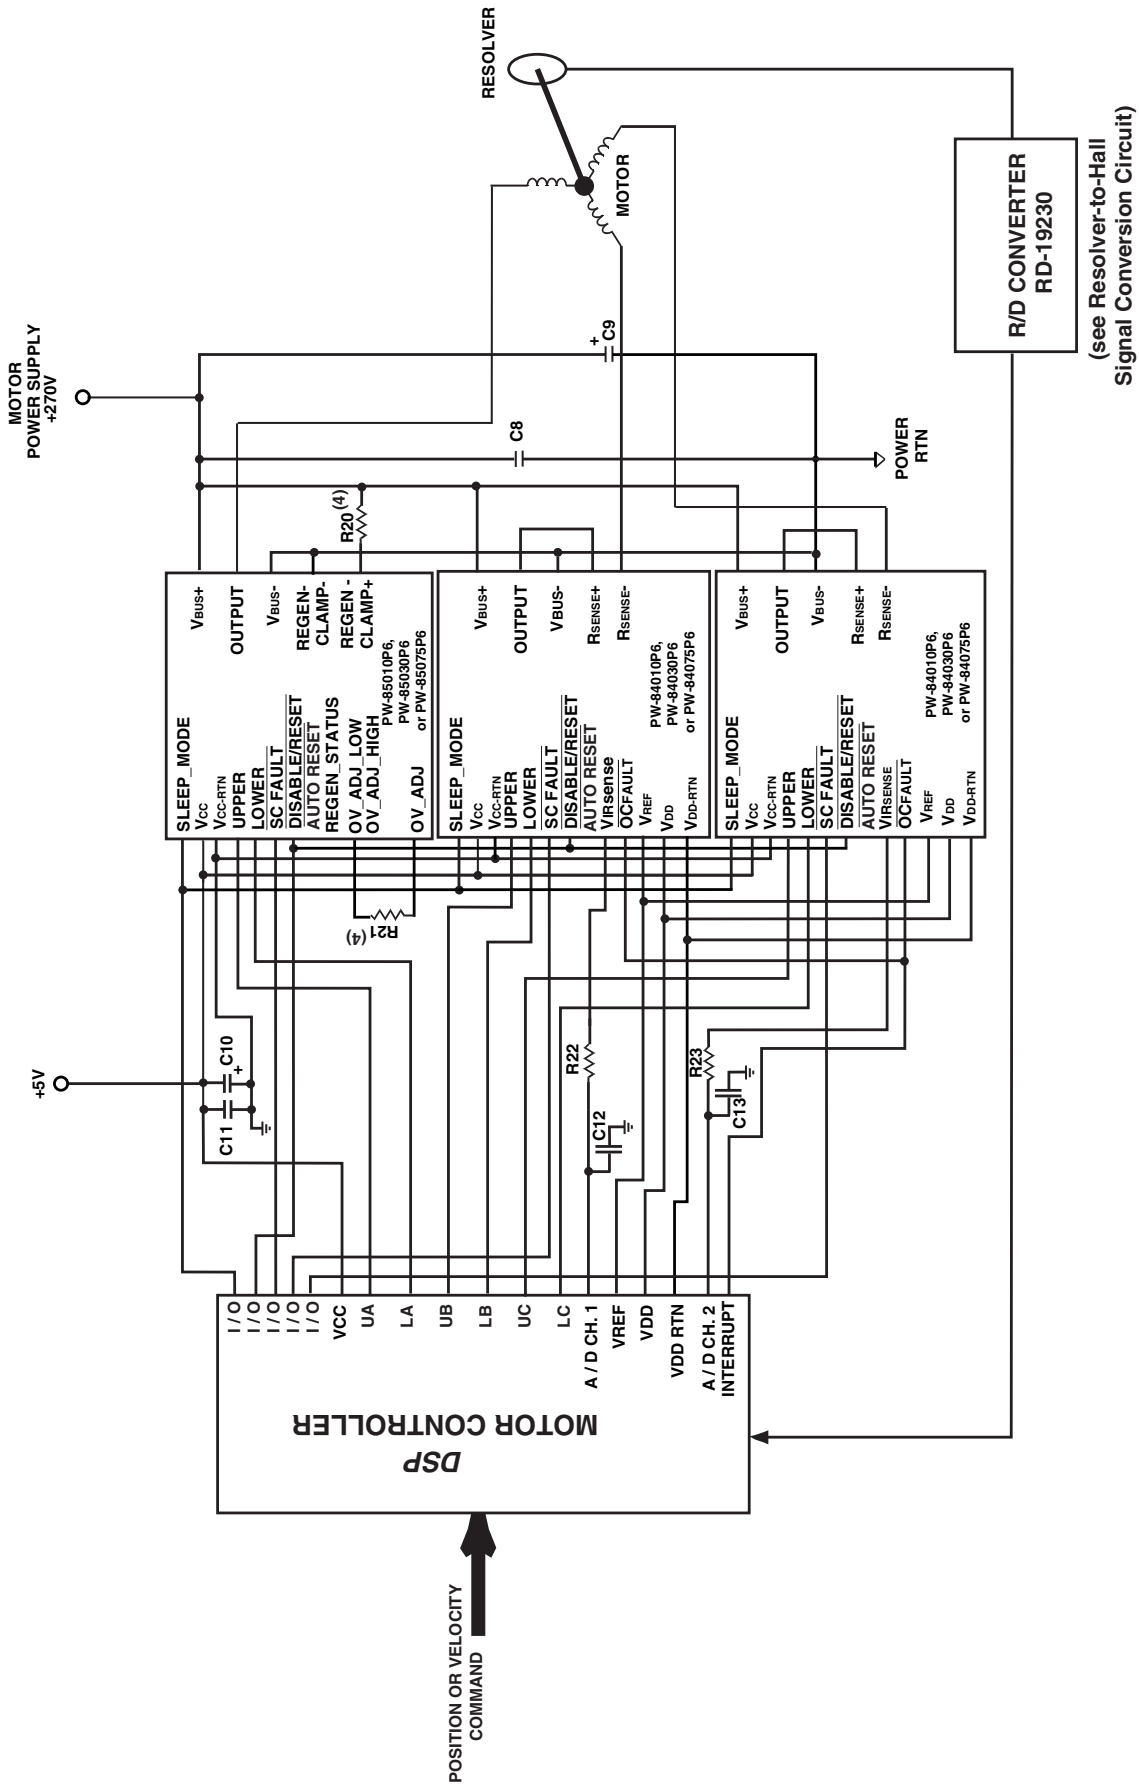 POSITION OR VELOCITY
COMMAND
DSP
MOTOR CONTROLLER
I / O
I / O
I / O
I / O
I / O
VCC
UA
LA
UB
LB
UC
LC
A / D CH. 1
VREF
VDD
VDD RTN
A / D CH. 2
INTERRUPT
+5V
C11
C10
+
R21
(4)
R22
C12
R23
C13
SLEEP_MODE
VCC
VCC-RTN
UPPER
LOWER
SC FAULT
DISABLE/RESET
AUTO RESET
REGEN_STATUS
OV_ADJ_LOW
OV_ADJ_HIGH
OV_ADJ
VBUS+
OUTPUT
VBUS-
REGEN-
CLAMP-
REGEN -
CLAMP+
PW-85010P6,
PW-85030P6
or PW-85075P6
SLEEP_MODE
VCC
VCC-RTN
UPPER
LOWER
SC FAULT
DISABLE/RESET
AUTO RESET
VIRsense
OCFAULT
VREF
VDD
VDD-RTN
VBUS+
OUTPUT
VBUS-
RSENSE+
RSENSE-
PW-84010P6,
PW-84030P6
or PW-84075P6
SLEEP_MODE
VCC
VCC-RTN
UPPER
LOWER
SC FAULT
DISABLE/RESET
AUTO RESET
VIRSENSE
OCFAULT
VREF
VDD
VDD-RTN
VBUS+
OUTPUT
VBUS-
RSENSE+
RSENSE-
PW-84010P6,
PW-84030P6
or PW-84075P6
R20 (4)
C8
+
C9
MOTOR
POWER SUPPLY
+270V
POWER
RTN
MOTOR
RESOLVER
R/D CONVERTER
RD-19230
(see Resolver-to-Hall
Signal Conversion Circuit)